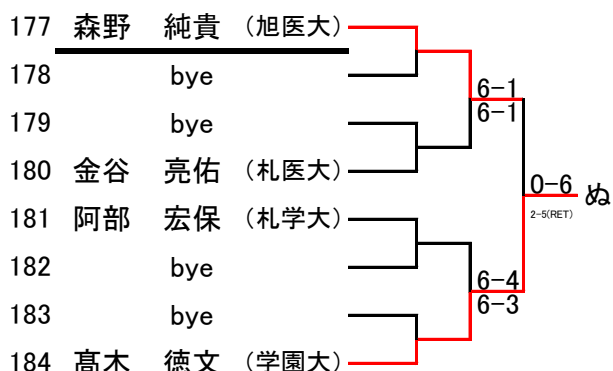 177 森野 純貴 (旭医大)
178 bye
6-1
179 bye
6-1
180 金谷 亮佑 (札医大)
0-6
ぬ
2-5(RET)
181 阿部 宏保 (札学大)
182 bye
6-4
183 bye
6-3
184 髙木 徳文 (学園大)